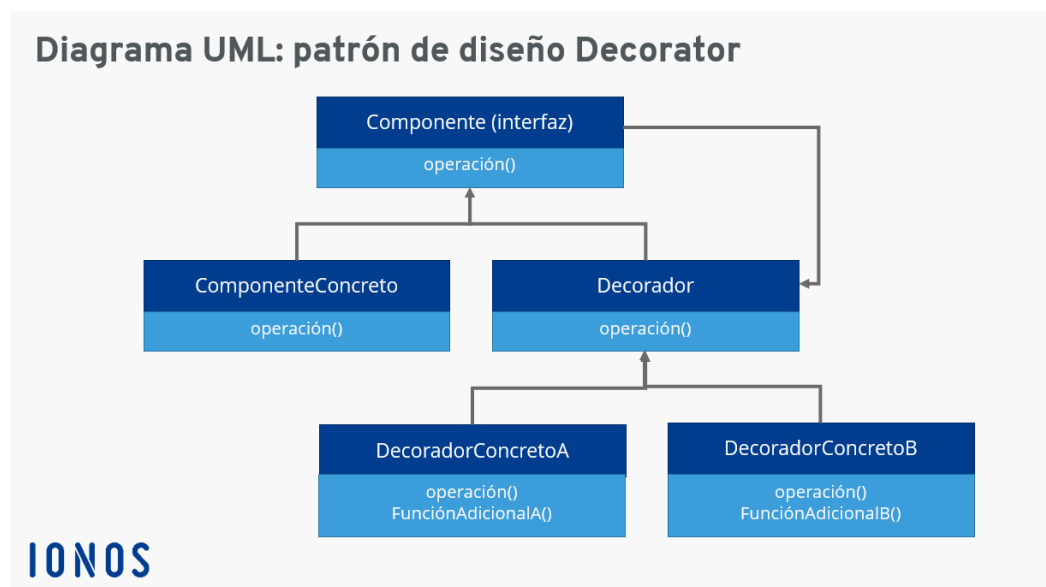 Diagrama UML: patrón de diseño Decorator
Componente (interfaz)
operación()
ComponenteConcreto
operación()
Decorador
operación()
DecoradorConcretoA
operación()
FunciónAdicionalA()
DecoradorConcretoB
operación()
FunciónAdicionalB()
IONOS